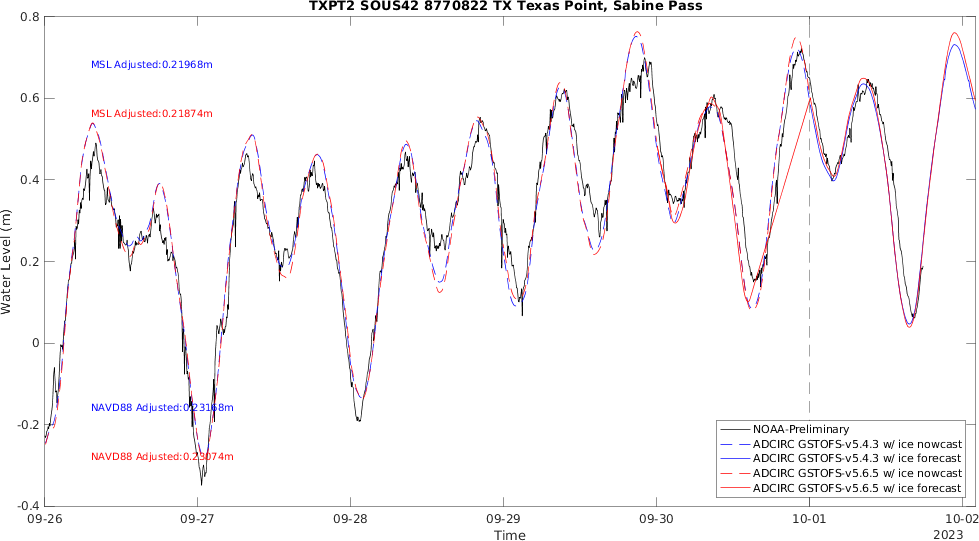 TXPT2 SOUS42 8770822 TX Texas Point, Sabine Pass
0.8
0.6
0.4
0.2
0
-0.2
-0.4
Water Level (m)
MSL Adjusted:0.21968m
MSL Adjusted:0.21874m
NAVD88 Adjusted:0.23168m
NAVD88 Adjusted:0.23074m
NOAA-Preliminary
ADCIRC GSTOFS-v5.4.3 w/ ice nowcast
ADCIRC GSTOFS-v5.4.3 w/ ice forecast
ADCIRC GSTOFS-v5.6.5 w/ ice nowcast
ADCIRC GSTOFS-v5.6.5 w/ ice forecast
09-26
09-27
09-28
09-29
09-30
10-01
10-02
Time
2023